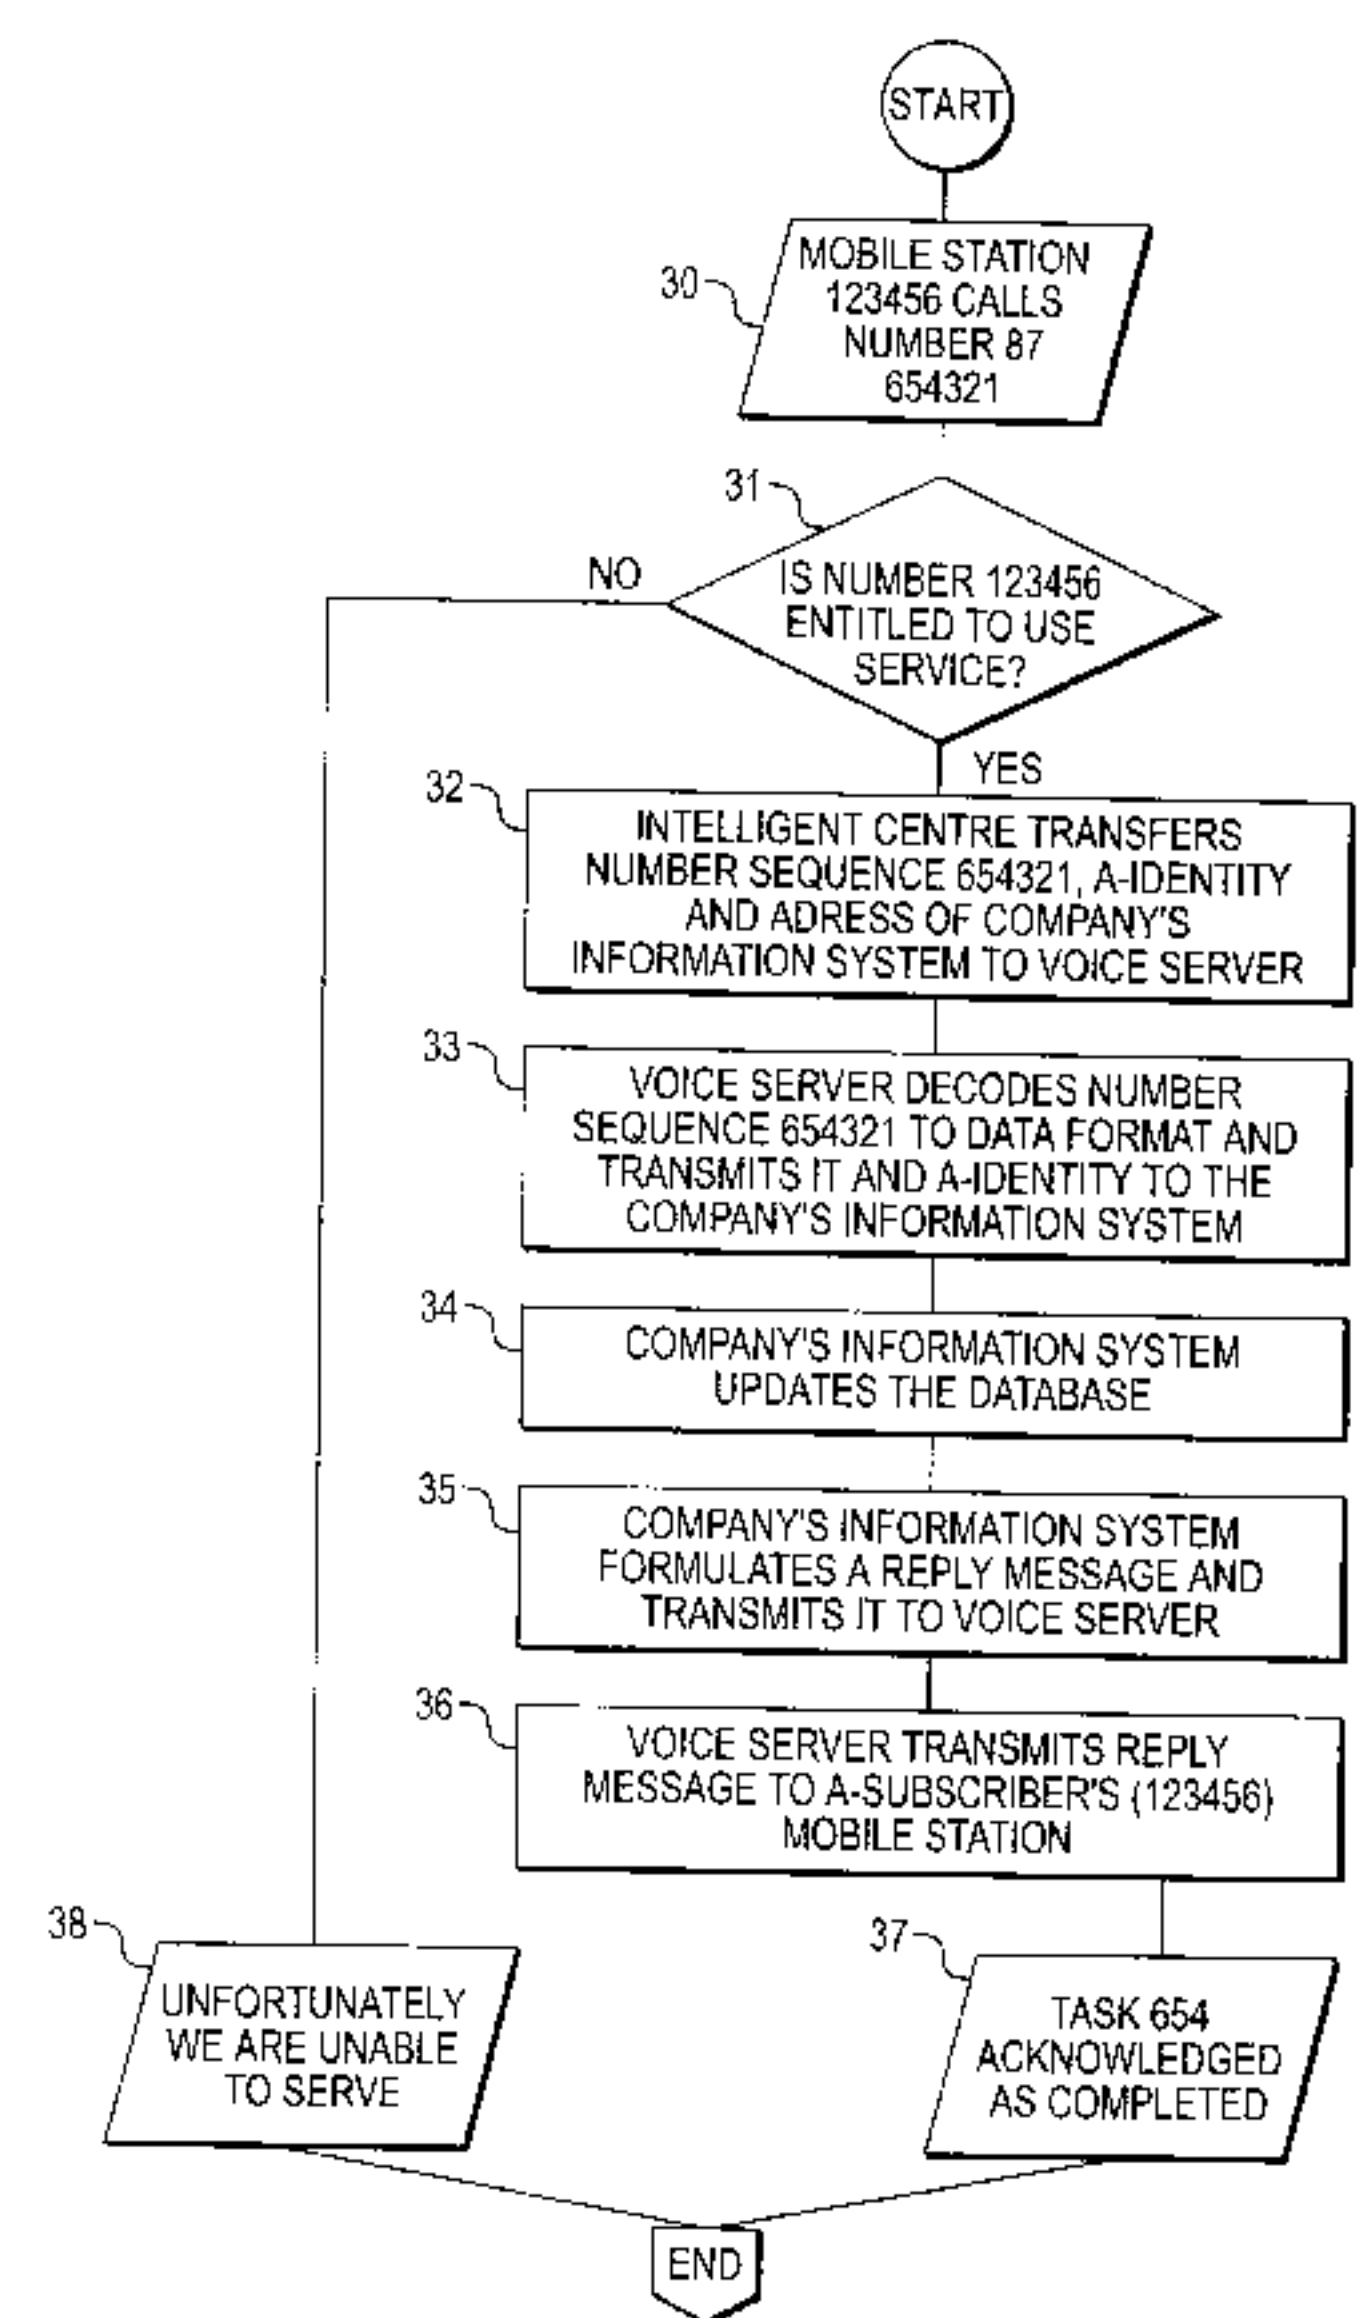 START
30
MOBILE STATION
123456 CALLS
NUMBER 87
654321
31
IS NUMBER 123456
ENTITLED TO USE
SERVICE?
NO
YES
32
INTELLIGENT CENTRE TRANSFERS
NUMBER SEQUENCE 654321, A-IDENTITY
AND ADRESS OF COMPANY'S
INFORMATION SYSTEM TO VOICE SERVER
33
VOICE SERVER DECODES NUMBER
SEQUENCE 654321 TO DATA FORMAT AND
TRANSMITS IT AND A-IDENTITY TO THE
COMPANY'S INFORMATION SYSTEM
34
COMPANY'S INFORMATION SYSTEM
UPDATES THE DATABASE
35
COMPANY'S INFORMATION SYSTEM
FORMULATES A REPLY MESSAGE AND
TRANSMITS IT TO VOICE SERVER
36
VOICE SERVER TRANSMITS REPLY
MESSAGE TO A-SUBSCRIBER'S (123456)
MOBILE STATION
38
UNFORTUNATELY
WE ARE UNABLE
TO SERVE
37
TASK 654
ACKNOWLEDGED
AS COMPLETED
END